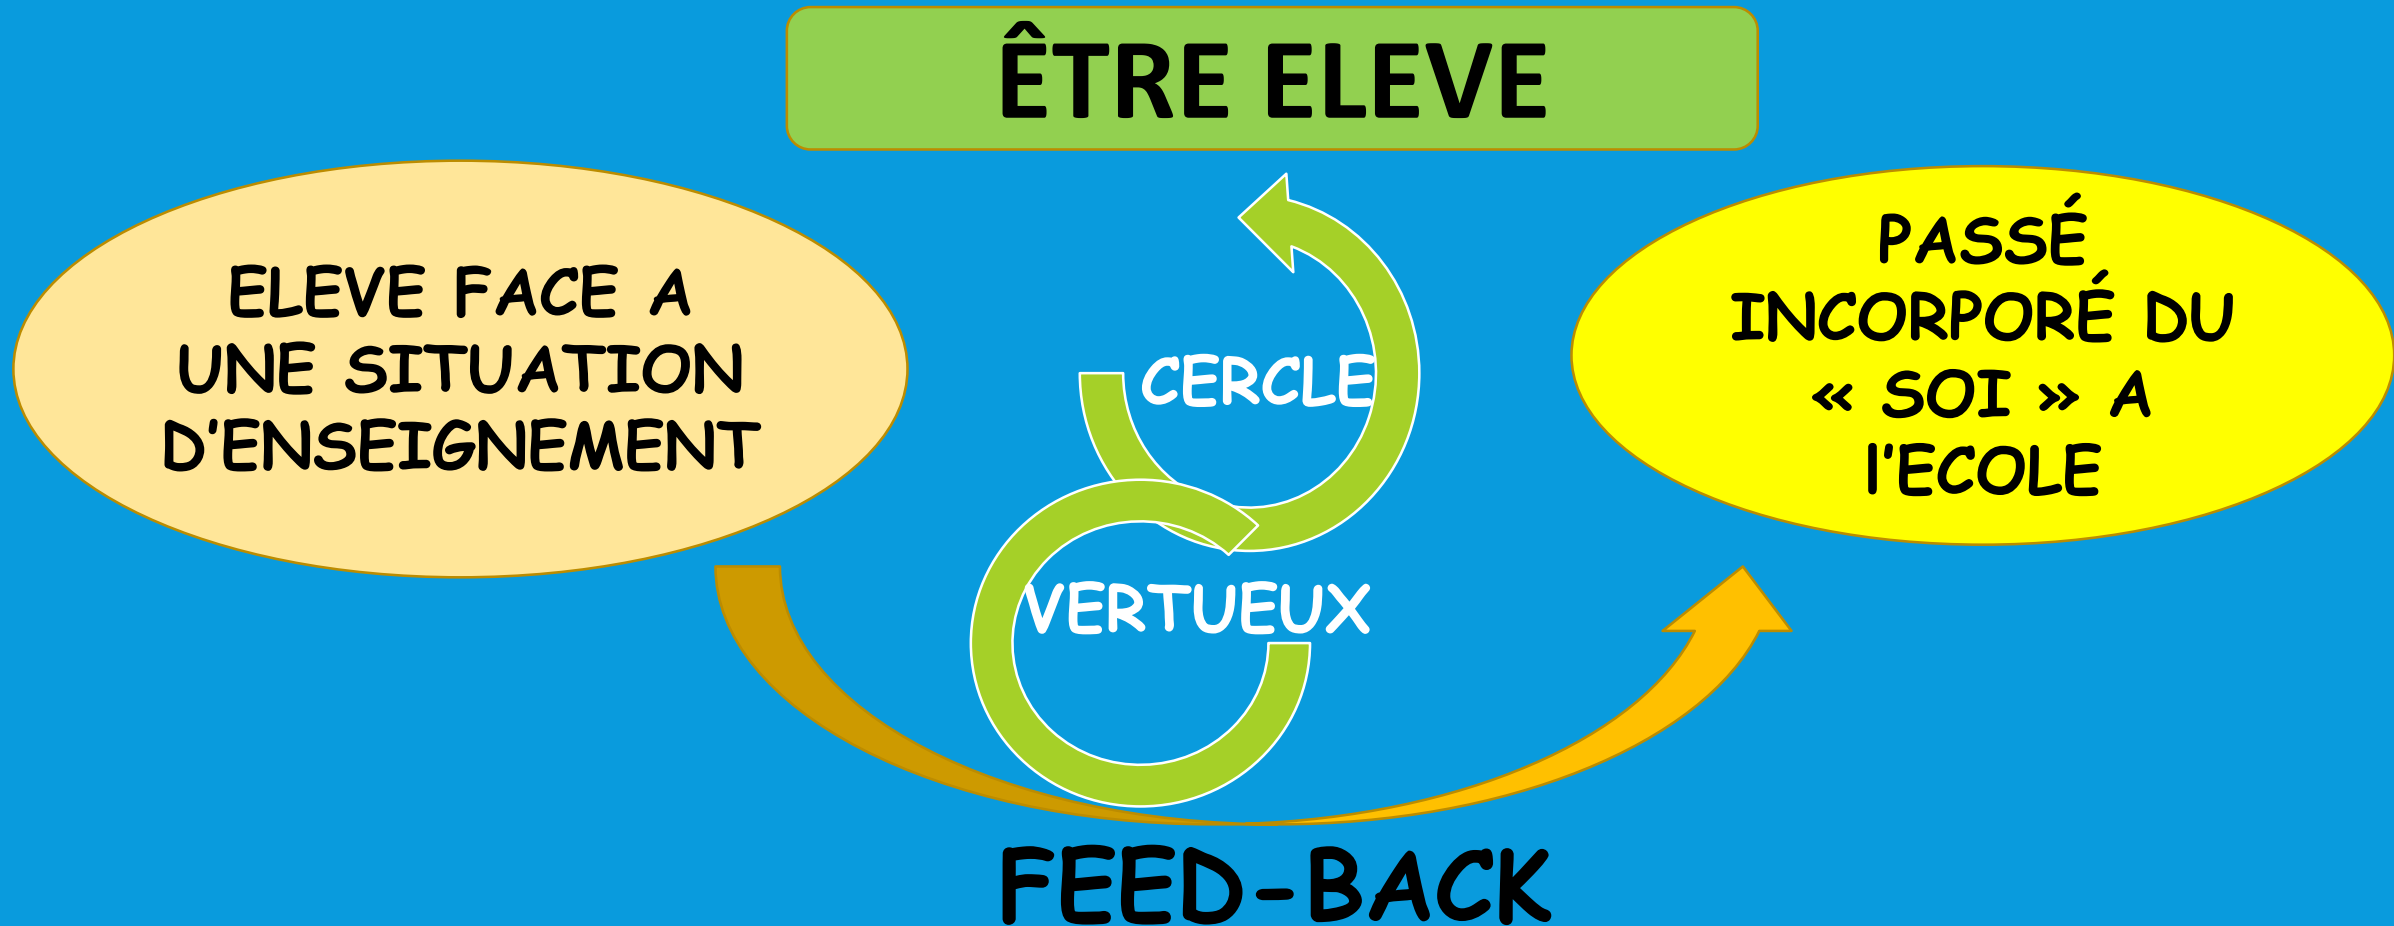 ÊTRE ELEVE
ELEVE FACE A
UNE SITUATION
D'ENSEIGNEMENT
CERCLE
VERTUEUX
PASSÉ
INCORPORÉ DU
« SOI » A
l'ECOLE
FEED-BACK